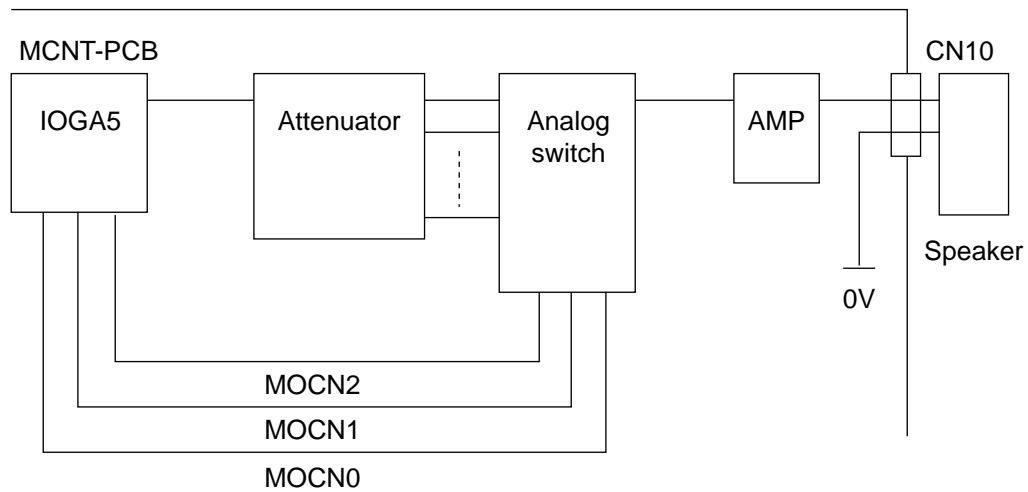 MCNT-PCB
CN10
IOGA5
Attenuator
Analog
switch
AMP
Speaker
0V
MOCN2
MOCN1
MOCN0